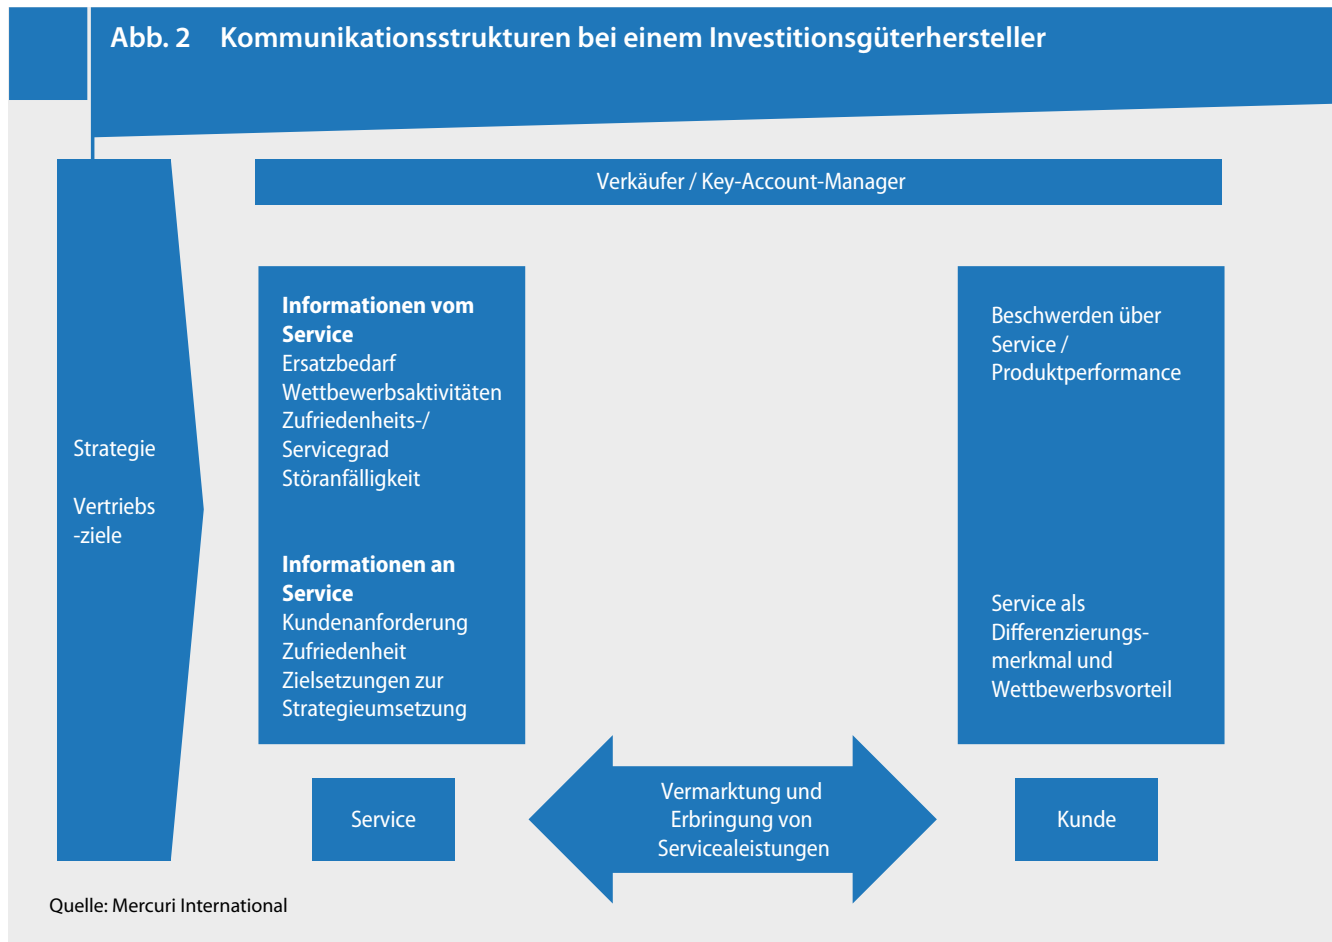 Abb. 2 Kommunikationsstrukturen bei einem Investitionsgüterhersteller
Verkäufer / Key-Account-Manager
Strategie
Vertriebs
-ziele
Informationen vom
Service
Ersatzbedarf
Wettbewerbsaktivitäten
Zufriedenheits-/
Servicegrad
Störanfälligkeit
Informationen an
Service
Kundenanforderung
Zufriedenheit
Zielsetzungen zur
Strategieumsetzung
Beschwerden über
Service /
Produktperformance
Service als
Differenzierungs-
merkmal und
Wettbewerbsvorteil
Service
Vermarktung und
Erbringung von
Servicealeistungen
Kunde
Quelle: Mercuri International